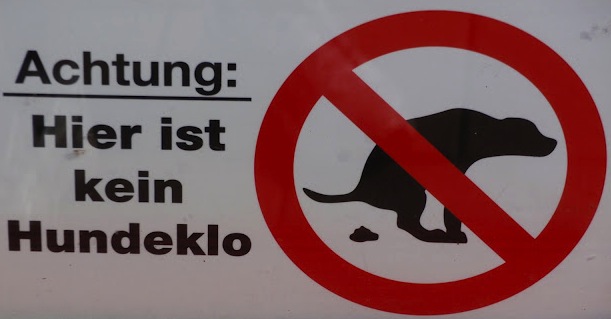 Achtung:
Hier ist
kein
Hundeklo